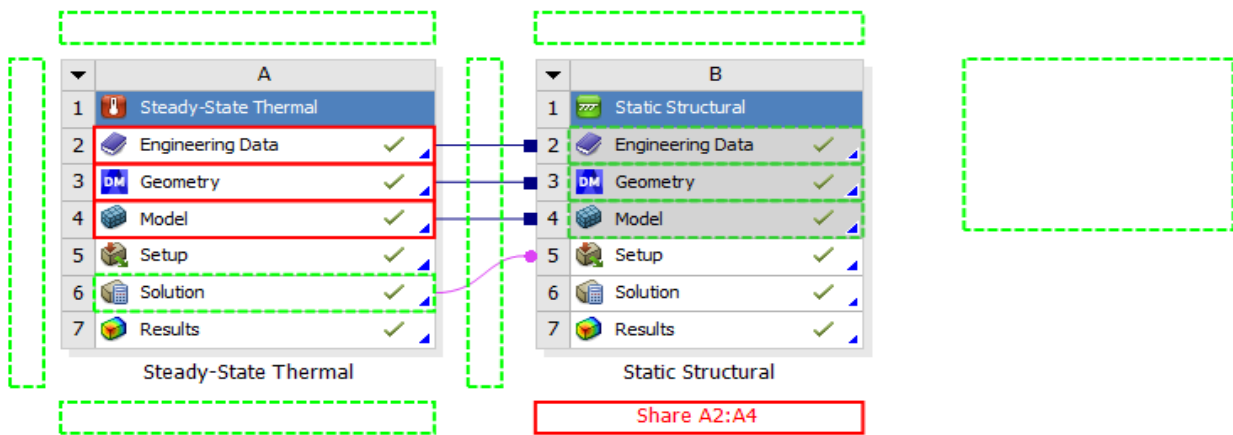 A
1 Steady-State Thermal
2 Engineering Data
3 DM Geometry
4 Model
5 Setup
6 Solution
7 Results
Steady-State Thermal
B
1 Static Structural
2 Engineering Data
3 DM Geometry
4 Model
5 Setup
6 Solution
7 Results
Static Structural
Share A2:A4